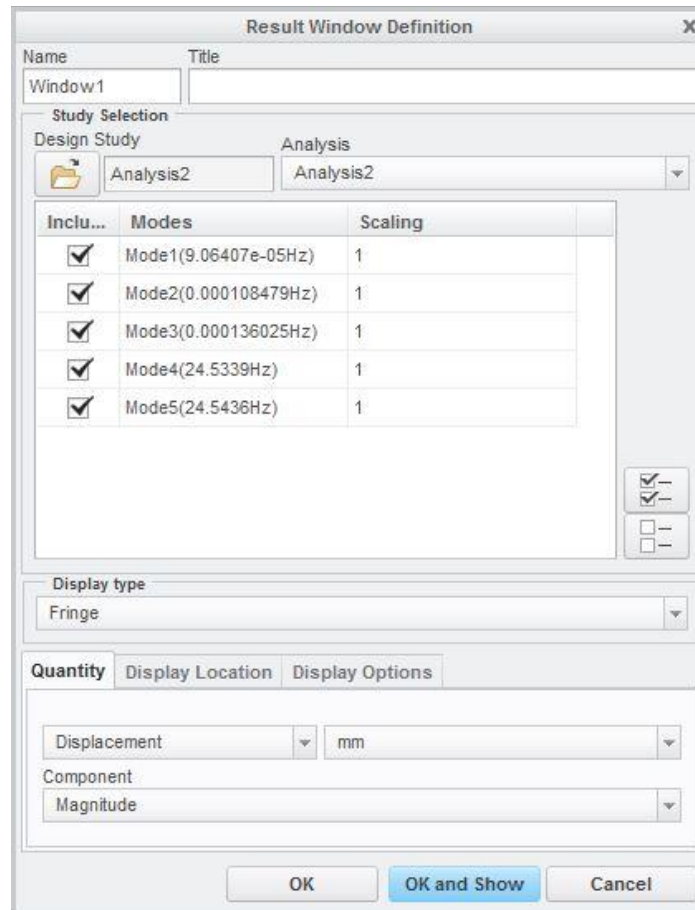 Result Window Definition X
Name Title
Window1
Study Selection
Design Study Analysis
Analysis2 Analysis2
Inclu... Modes Scaling
Mode1(9.06407e-05Hz) 1
Mode2(0.000108479Hz) 1
Mode3(0.000136025Hz) 1
Mode4(24.5339Hz) 1
Mode5(24.5436Hz) 1
Display type
Fringe
Quantity Display Location Display Options
Displacement mm
Component
Magnitude
OK OK and Show Cancel